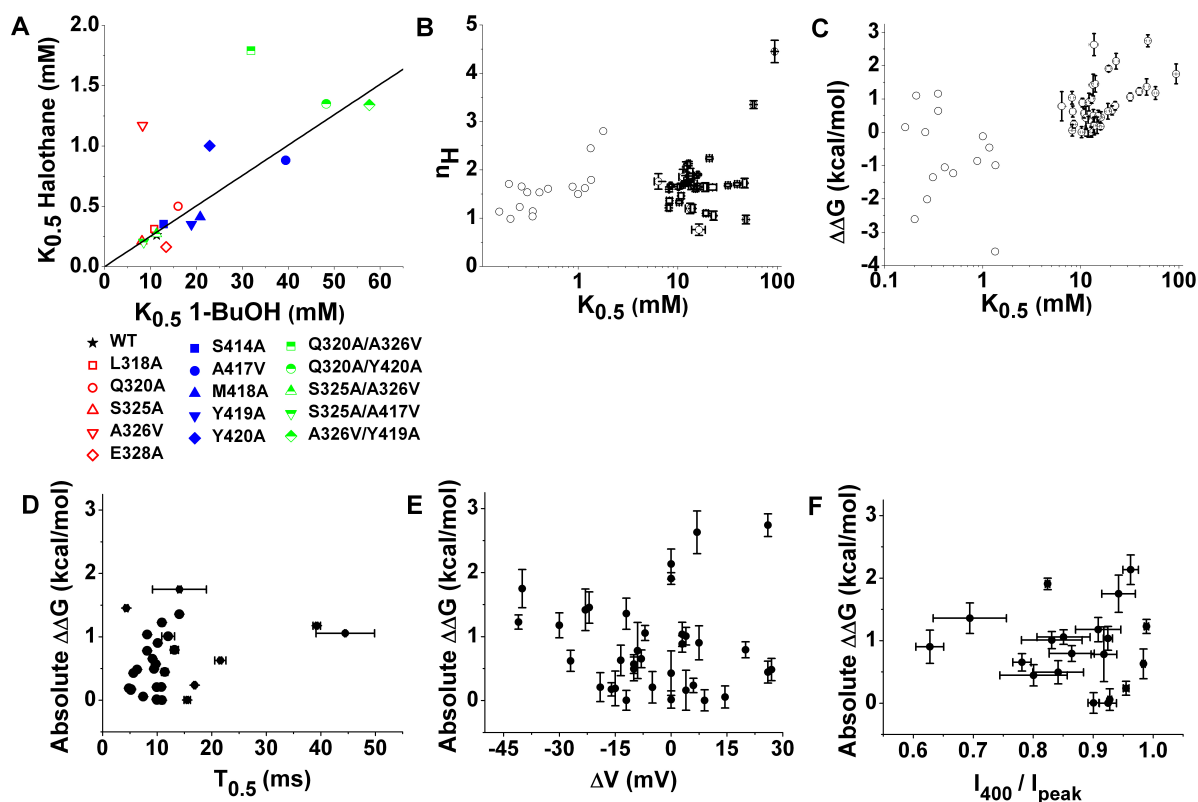 A
K0.5 Halothane (mM)
2.0
1.5
1.0
0.5
0.0
0 10 20 30 40 50 60
K0.5 1-BuOH (mM)
B
nH
5
4
3
2
1
0
1 10 100
K0.5 (mM)
C
ΔΔG (kcal/mol)
3
2
1
0
-1
-2
-3
-4
0.1 1 10 100
K0.5 (mM)
WT
L318A
Q320A
S325A
A326V
E328A
S414A
A417V
M418A
Y419A
Y420A
Q320A/A326V
Q320A/Y420A
S325A/A326V
S325A/A417V
A326V/Y419A
D
Absolute ΔΔG (kcal/mol)
3
2
1
0
0 10 20 30 40 50
T0.5 (ms)
E
Absolute ΔΔG (kcal/mol)
3
2
1
0
-45 -30 -15 0 15 30
ΔV (mV)
F
Absolute ΔΔG (kcal/mol)
3
2
1
0
0.6 0.7 0.8 0.9 1.0
I400 / Ipeak